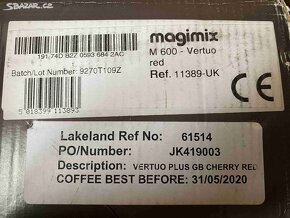 SBAZAR.cz
magimix
191.74D 827 0593 684 2AC
M 600 - Vertuo
red
Batch/Lot Number: 9270T109Z
Ref. 11389-UK
5 018399 113893
Lakeland Ref No: 61514
PO/Number: JK419003
Description: VERTUO PLUS GB CHERRY RED
COFFEE BEST BEFORE: 31/05/2020